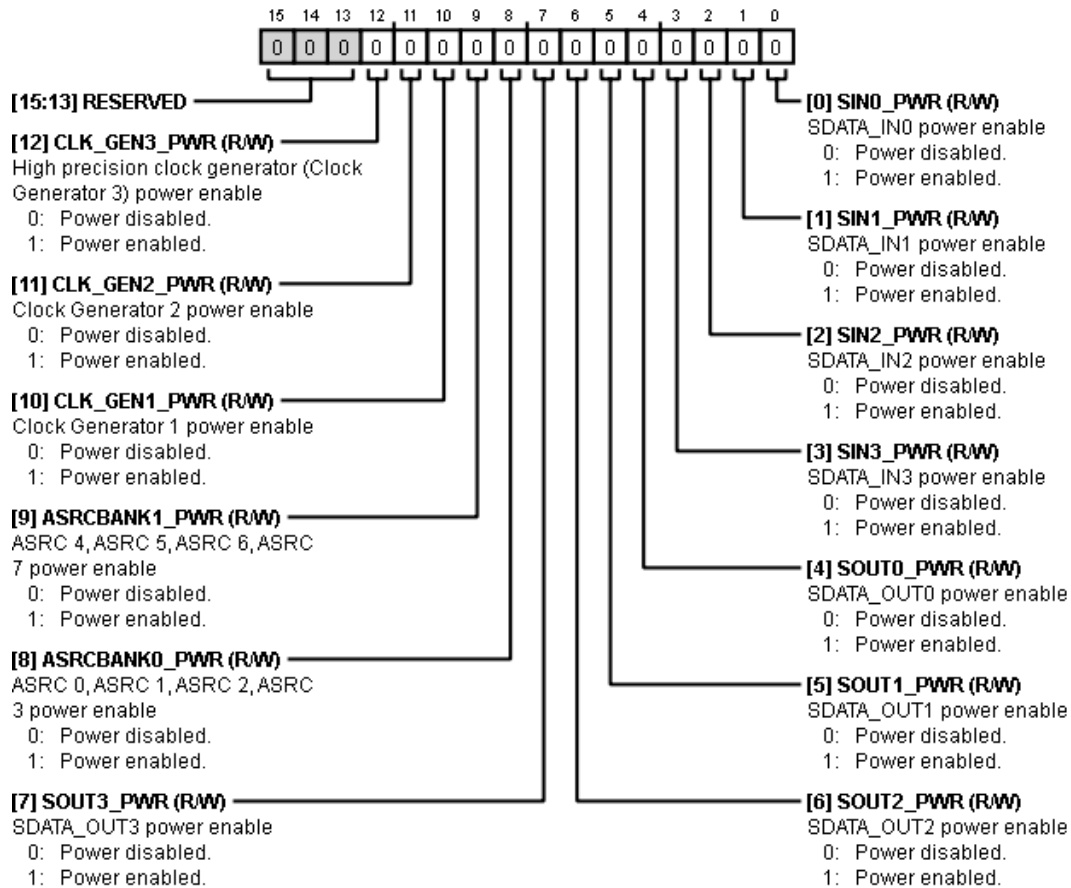 15 14 13 12 11 10 9 8 7 6 5 4 3 2 1 0
0 0 0 0 0 0 0 0 0 0 0 0 0 0 0 0
[15:13] RESERVED
[12] CLK_GEN3_PWR (R/W)
High precision clock generator (Clock
Generator 3) power enable
0: Power disabled.
1: Power enabled.
[11] CLK_GEN2_PWR (R/W)
Clock Generator 2 power enable
0: Power disabled.
1: Power enabled.
[10] CLK_GEN1_PWR (R/W)
Clock Generator 1 power enable
0: Power disabled.
1: Power enabled.
[9] ASRCBANK1_PWR (R/W)
ASRC 4, ASRC 5, ASRC 6, ASRC
7 power enable
0: Power disabled.
1: Power enabled.
[8] ASRCBANK0_PWR (R/W)
ASRC 0, ASRC 1, ASRC 2, ASRC
3 power enable
0: Power disabled.
1: Power enabled.
[7] SOUT3_PWR (R/W)
SDATA_OUT3 power enable
0: Power disabled.
1: Power enabled.
[0] SIN0_PWR (R/W)
SDATA_IN0 power enable
0: Power disabled.
1: Power enabled.
[1] SIN1_PWR (R/W)
SDATA_IN1 power enable
0: Power disabled.
1: Power enabled.
[2] SIN2_PWR (R/W)
SDATA_IN2 power enable
0: Power disabled.
1: Power enabled.
[3] SIN3_PWR (R/W)
SDATA_IN3 power enable
0: Power disabled.
1: Power enabled.
[4] SOUT0_PWR (R/W)
SDATA_OUT0 power enable
0: Power disabled.
1: Power enabled.
[5] SOUT1_PWR (R/W)
SDATA_OUT1 power enable
0: Power disabled.
1: Power enabled.
[6] SOUT2_PWR (R/W)
SDATA_OUT2 power enable
0: Power disabled.
1: Power enabled.